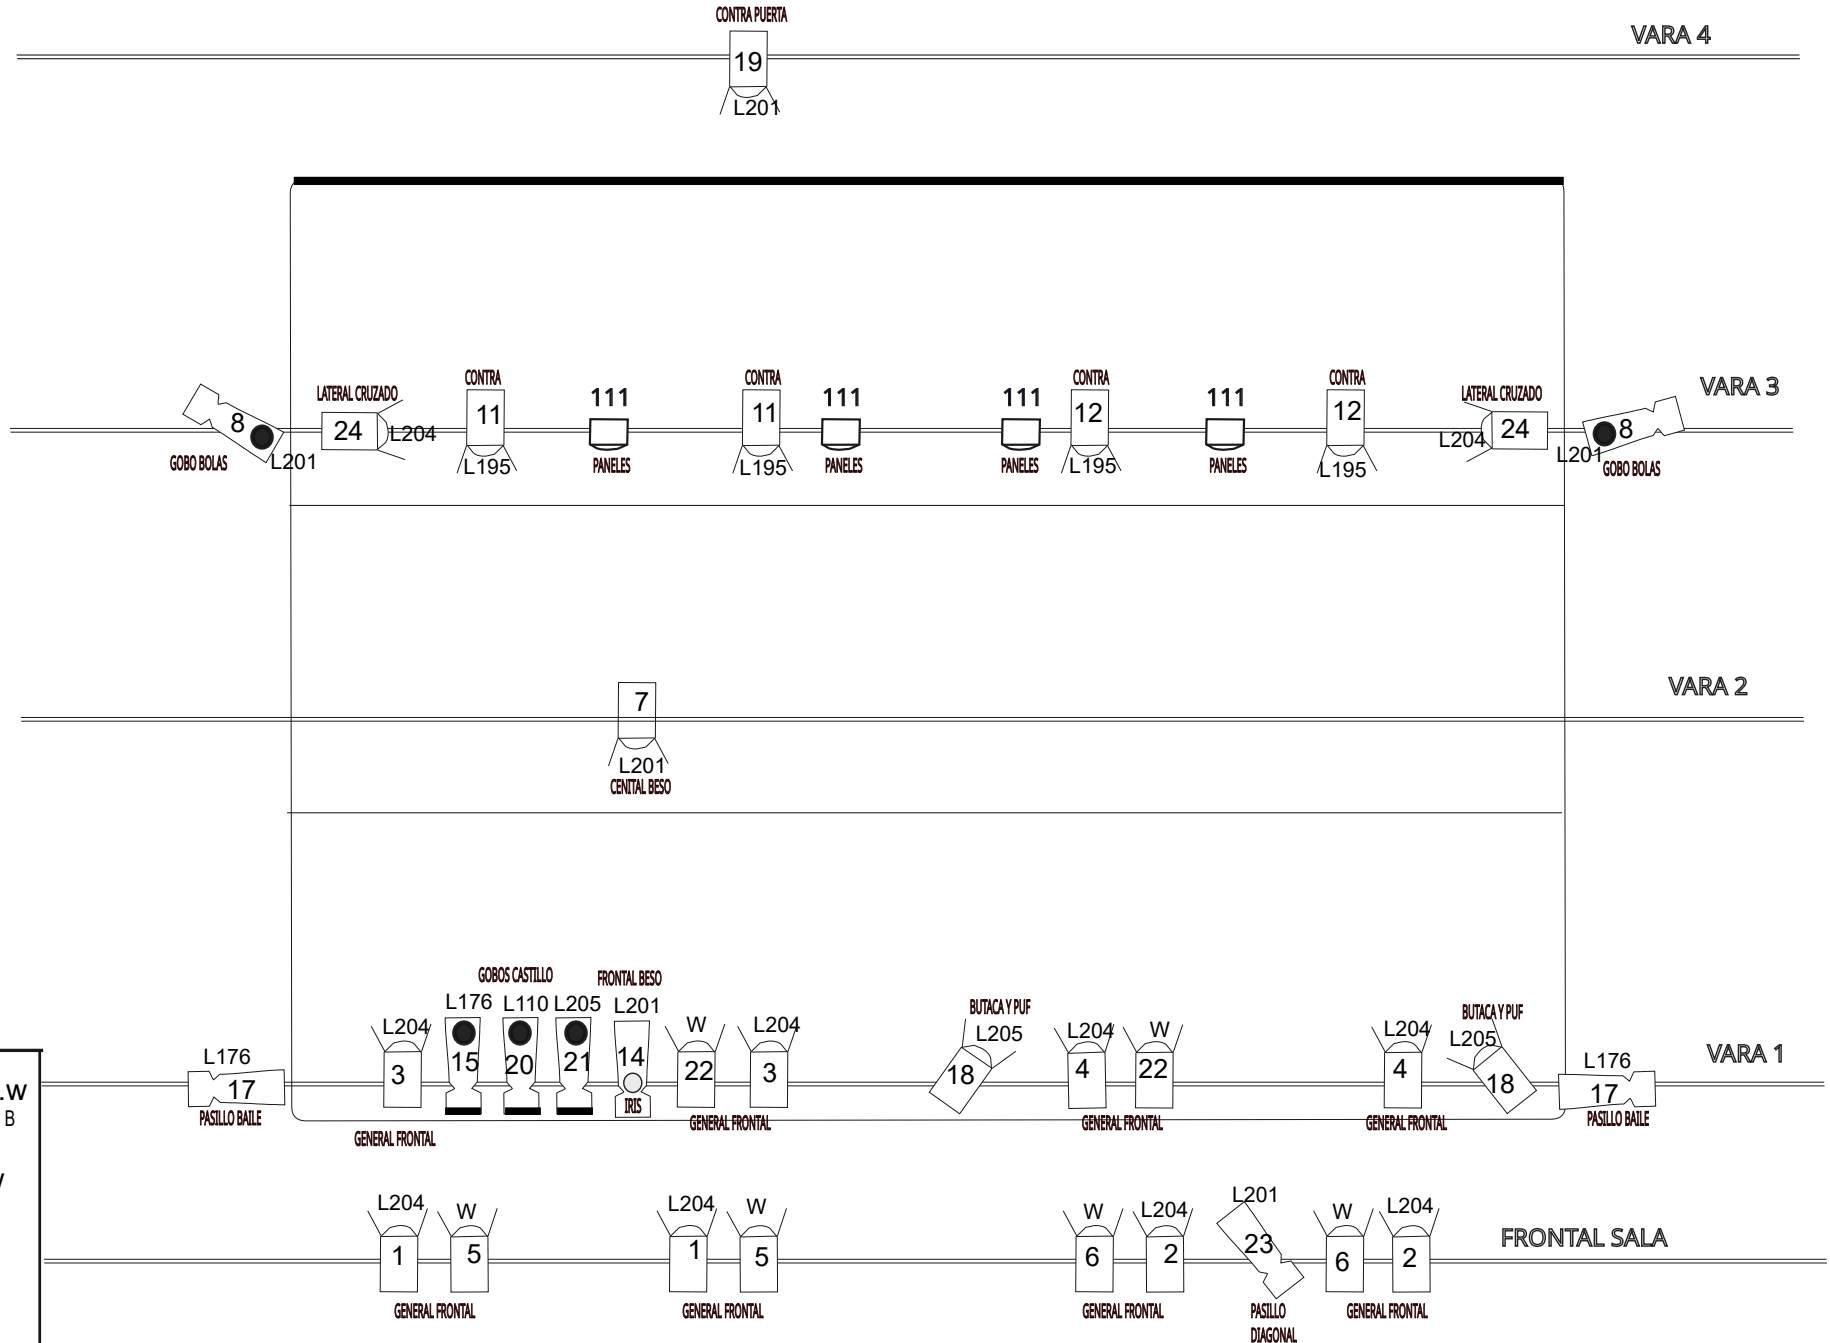 CONTRA PUERTA
VARA 4
19
L201
CONTRA
CONTRA
CONTRA
CONTRA
LATERAL CRUZADO
LATERAL CRUZADO
VARA 3
111
111
111
111
8
24
L204
11
11
12
12
L204
24
8
GOBO BOLAS
L201
L195
PANELES
L195
PANELES
PANELES
L195
PANELES
L195
L201
GOBO BOLAS
VARA 2
7
L201
CENITAL BESO
GOBOS CASTILLO
FRONTAL BESO
L176
L110
L205
L201
BUTACA Y PUF
BUTACA Y PUF
L204
W
L204
L205
L204
W
L204
L205
VARA 1
L176
L176
17
3
15
20
21
14
22
3
18
4
22
4
18
17
IRIS
PASILLO BAILE
GENERAL FRONTAL
GENERAL FRONTAL
GENERAL FRONTAL
GENERAL FRONTAL
PASILLO BAILE
.W
B
L204
W
L204
W
W
L204
L201
W
L204
FRONTAL SALA
1
5
1
5
6
2
23
6
2
GENERAL FRONTAL
GENERAL FRONTAL
GENERAL FRONTAL
PASILLO
DIAGONAL
GENERAL FRONTAL